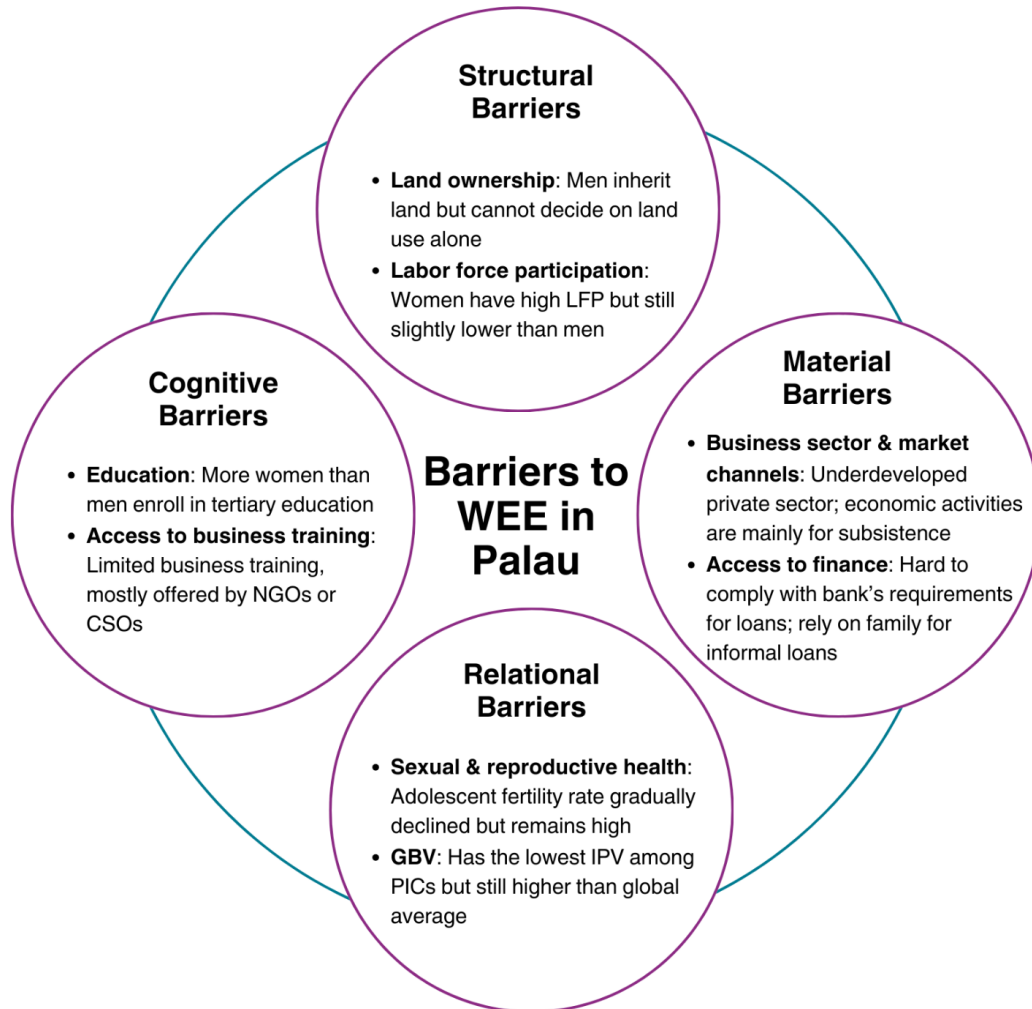 Structural
Barriers
• Land ownership: Men inherit
land but cannot decide on land
use alone
• Labor force participation:
Women have high LFP but still
slightly lower than men
Cognitive
Barriers
• Education: More women than
men enroll in tertiary education
• Access to business training:
Limited business training,
mostly offered by NGOs or
CSOs
Barriers to
WEE in
Palau
Material
Barriers
• Business sector & market
channels: Underdeveloped
private sector; economic activities
are mainly for subsistence
• Access to finance: Hard to
comply with bank's requirements
for loans; rely on family for
informal loans
Relational
Barriers
• Sexual & reproductive health:
Adolescent fertility rate gradually
declined but remains high
• GBV: Has the lowest IPV among
PICs but still higher than global
average